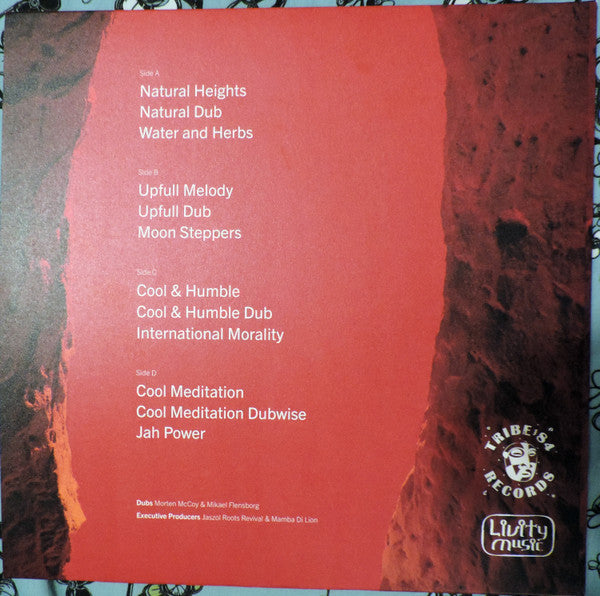 Side A
Natural Heights
Natural Dub
Water and Herbs
Side B
Upfull Melody
Upfull Dub
Moon Steppers
Side C
Cool & Humble
Cool & Humble Dub
International Morality
Side D
Cool Meditation
Cool Meditation Dubwise
Jah Power
Dubs Morten McCoy & Mikael Flensborg
Executive Producers Jaszol Roots Revival & Mamba Di Lion
TRIBE'84
RECORDS
Livity
music